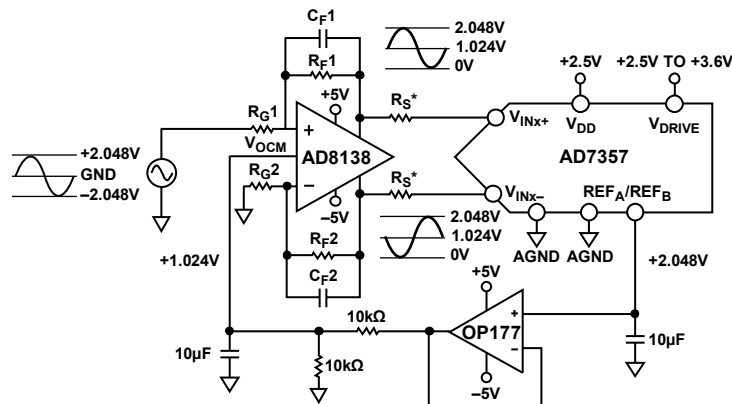 CF1
RF1
RG1
+5V
VOCM
AD8138
RG2
−5V
RF2
CF2
+2.048V
GND
−2.048V
2.048V
1.024V
0V
RS*
RS*
2.048V
1.024V
0V
+2.5V
+2.5V TO +3.6V
VINx+
VDD
VDRIVE
AD7357
VINx−
REFA/REFB
AGND
AGND
+1.024V
+2.048V
10kΩ
10µF
10kΩ
+5V
+
OP177
−
−5V
10µF
+
−